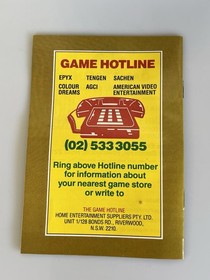 GAME HOTLINE
EPYX TENGEN SACHEN
COLOUR DREAMS AGCI AMERICAN VIDEO ENTERTAINMENT
(02) 533 3055
Ring above Hotline number
for information about
your nearest game store
or write to
THE GAME HOTLINE
HOME ENTERTAINMENT SUPPLIERS PTY. LTD.
UNIT 1/128 BONDS RD., RIVERWOOD,
N.S.W. 2210